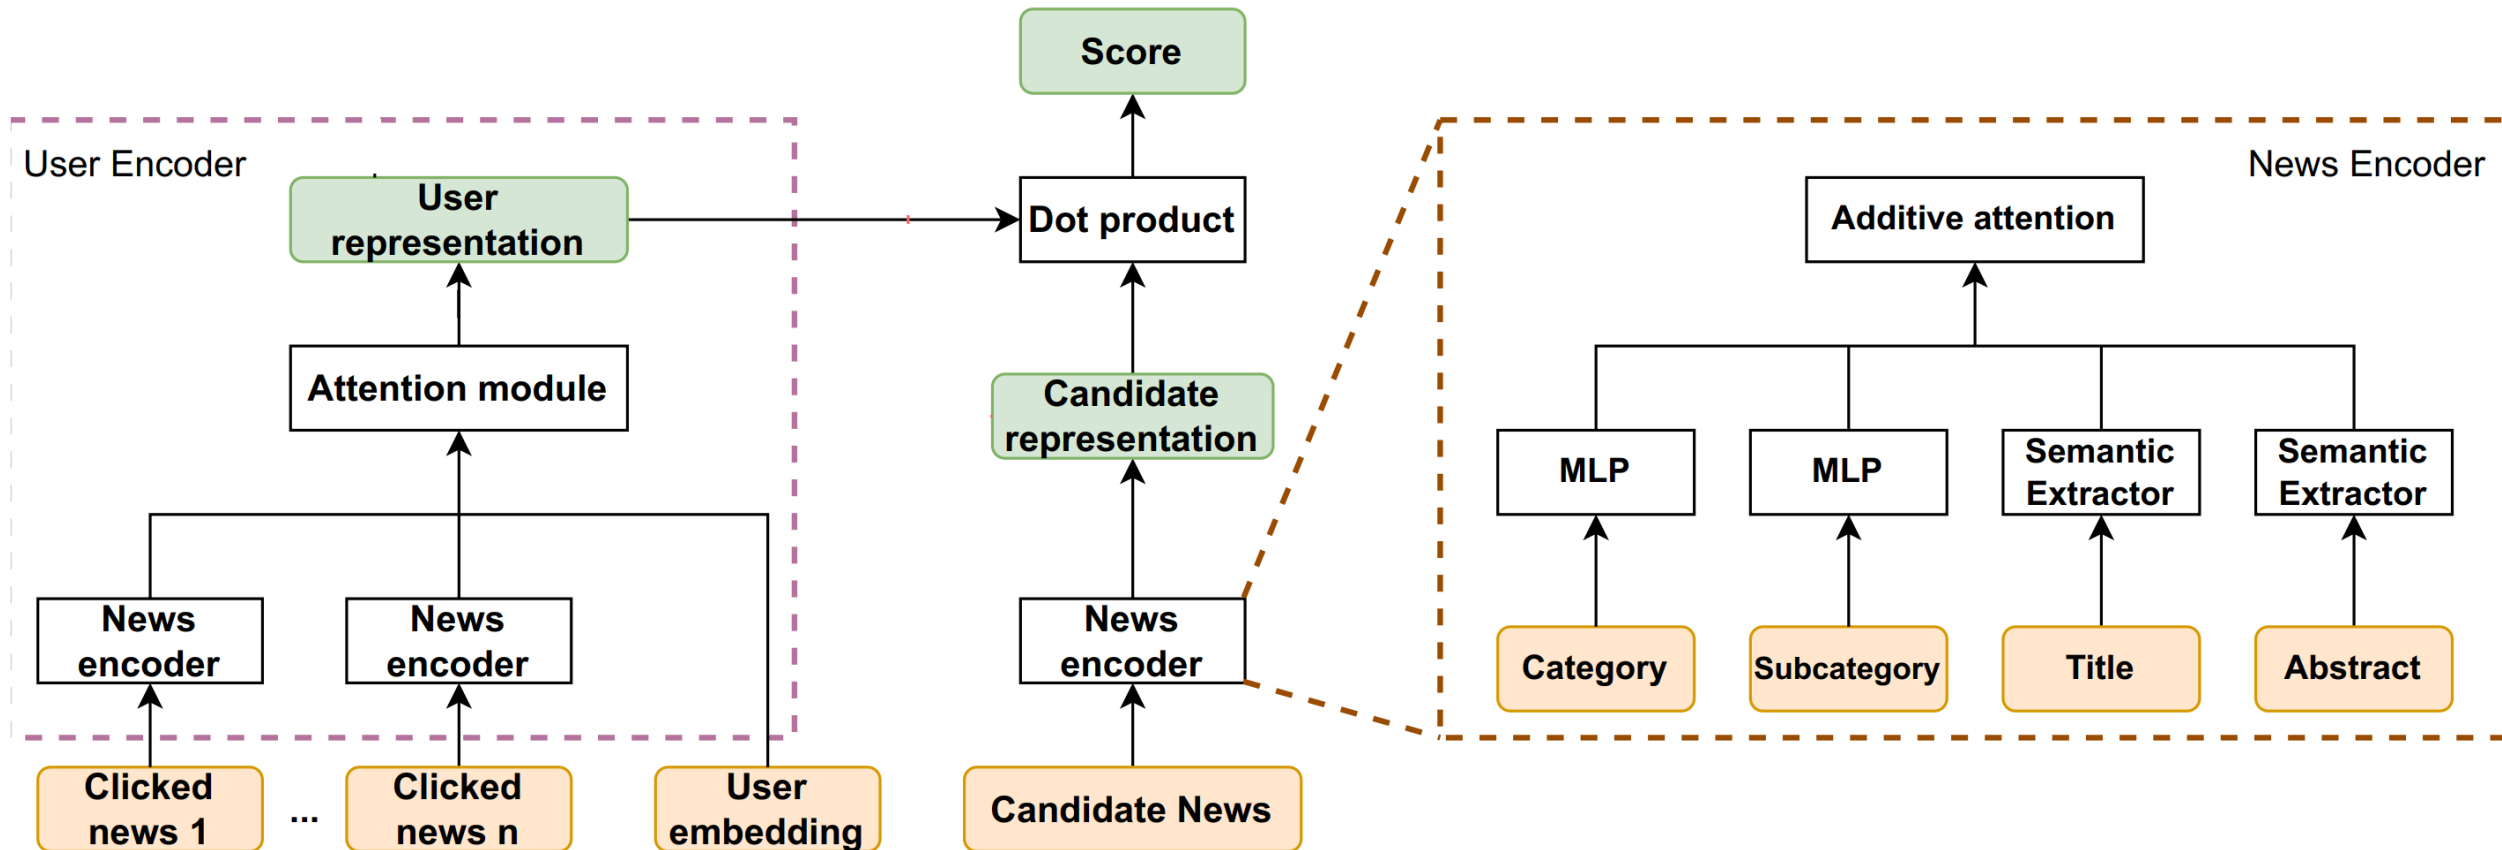 Score
User Encoder
News Encoder
User
representation
Dot product
Additive attention
Attention module
Candidate
representation
MLP
MLP
Semantic
Extractor
Semantic
Extractor
News
encoder
News
encoder
News
encoder
Category
Subcategory
Title
Abstract
Clicked
news 1
...
Clicked
news n
User
embedding
Candidate News